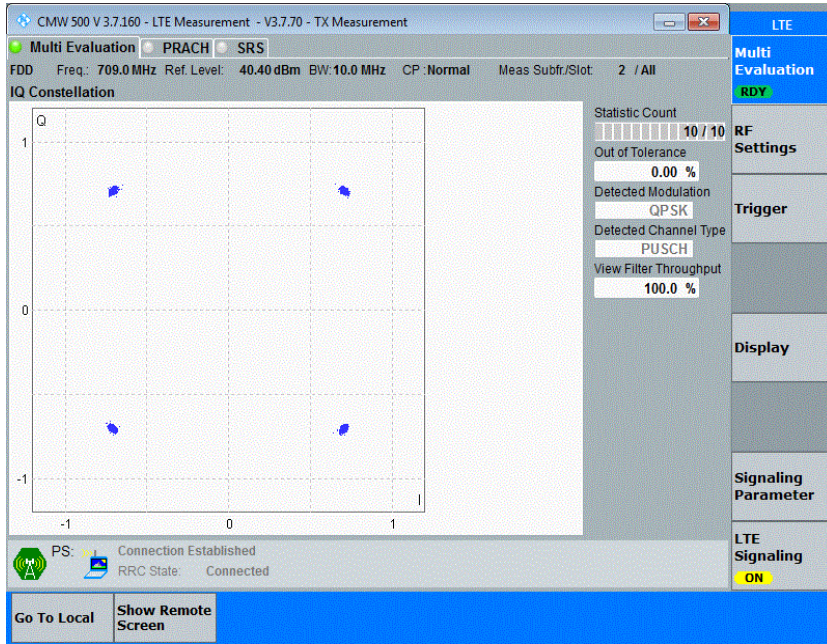 CMW 500 V 3.7.160 - LTE Measurement - V3.7.70 - TX Measurement
LTE
Multi Evaluation PRACH SRS
FDD Freq.: 709.0 MHz Ref. Level: 40.40 dBm BW: 10.0 MHz CP : Normal Meas Subfr./Slot: 2 / All
IQ Constellation
Q
1
0
-1
I
-1 0 1
Statistic Count
10 / 10
Out of Tolerance
0.00 %
Detected Modulation
QPSK
Detected Channel Type
PUSCH
View Filter Throughput
100.0 %
Multi
Evaluation
RDY
RF
Settings
Trigger
Display
Signaling
Parameter
LTE
Signaling
ON
PS: Connection Established
RRC State: Connected
Go To Local
Show Remote
Screen